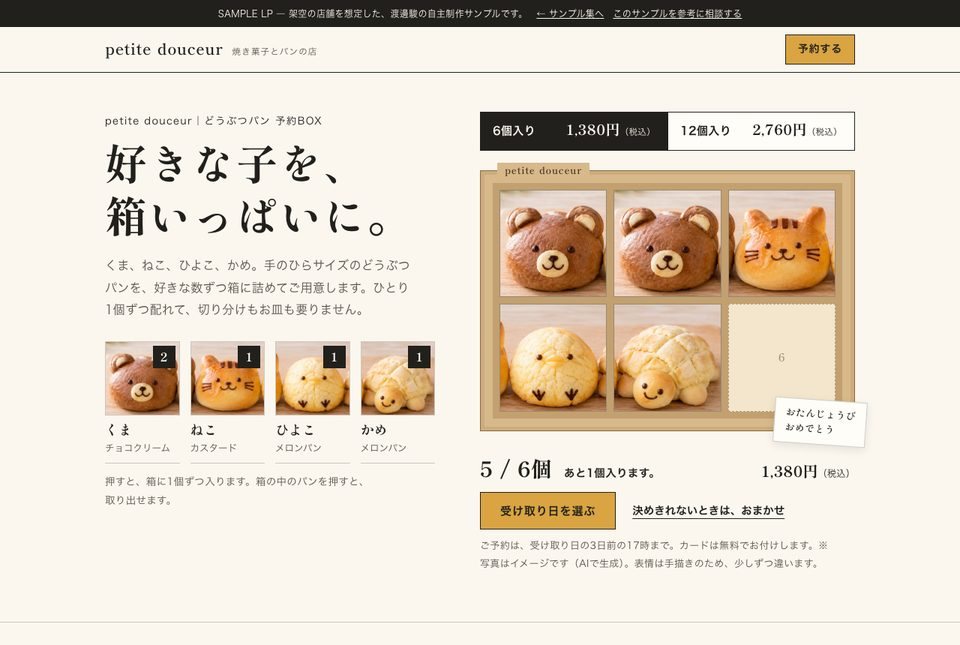 SAMPLE LP — 架空の店舗を想定した、渡邊駿の自主制作サンプルです。 ← サンプル集へ このサンプルを参考に相談する
petite douceur 焼き菓子とパンの店
予約する
petite douceur｜どうぶつパン 予約BOX
好きな子を、
箱いっぱいに。
くま、ねこ、ひよこ、かめ。手のひらサイズのどうぶつ
パンを、好きな数ずつ箱に詰めてご用意します。ひとり
1個ずつ配れて、切り分けもお皿も要りません。
2 1 1 1
くま ねこ ひよこ かめ
チョコクリーム カスタード メロンパン メロンパン
押すと、箱に1個ずつ入ります。箱の中のパンを押すと、
取り出せます。
6個入り 1,380円（税込） 12個入り 2,760円（税込）
petite douceur
6
おたんじょうび
おめでとう
5 / 6個 あと1個入ります。 1,380円（税込）
受け取り日を選ぶ 決めきれないときは、おまかせ
ご予約は、受け取り日の3日前の17時まで。カードは無料でお付けします。※
写真はイメージです（AIで生成）。表情は手描きのため、少しずつ違います。